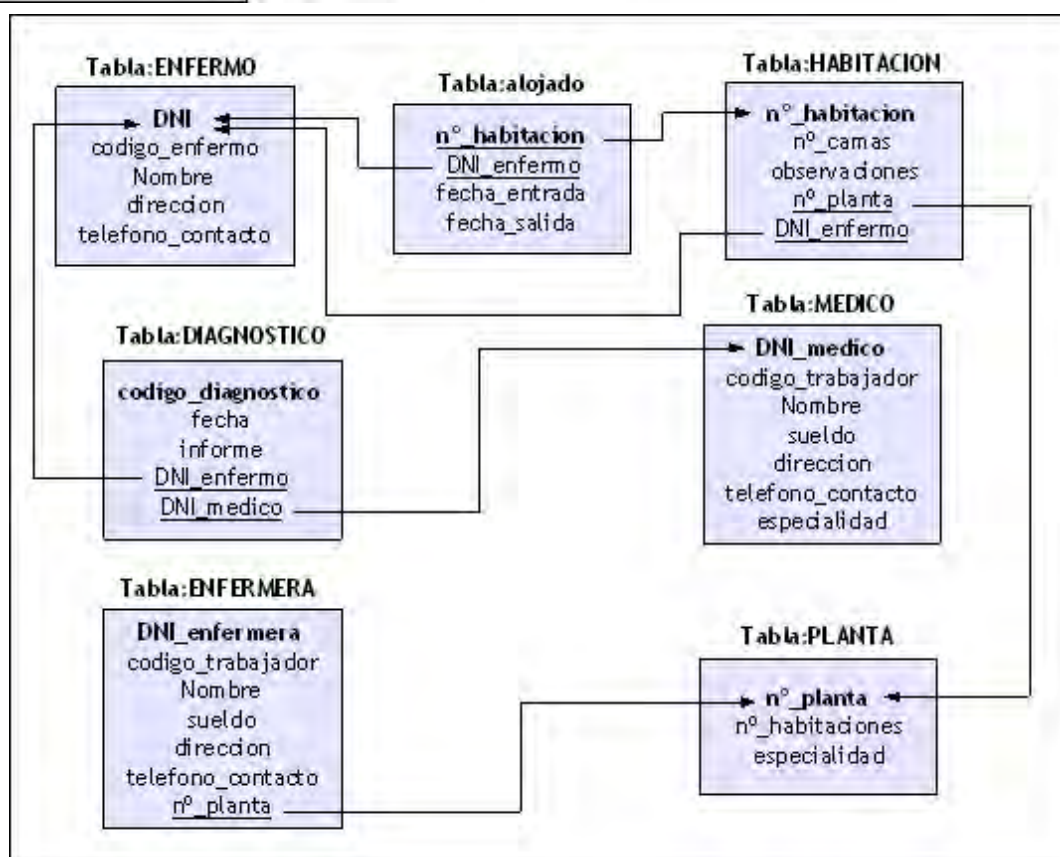 Tabla:ENFERMO
DNI
codigo_enfermo
Nombre
direccion
telefono_contacto
Tabla:alojado
n°_habitacion
DNI_enfermo
fecha_entrada
fecha_salida
Tabla:HABITACION
n°_habitacion
nº_camas
observaciones
nº_planta
DNI_enfermo
Tabla:DIAGNOSTICO
codigo_diagnostico
fecha
informe
DNI_enfermo
DNI_medico
Tabla:MEDICO
DNI_medico
codigo_trabajador
Nombre
sueldo
direccion
telefono_contacto
especialidad
Tabla:ENFERMERA
DNI_enfermera
codigo_trabajador
Nombre
sueldo
direccion
telefono_contacto
nº_planta
Tabla:PLANTA
n°_planta
nº_habitaciones
especialidad